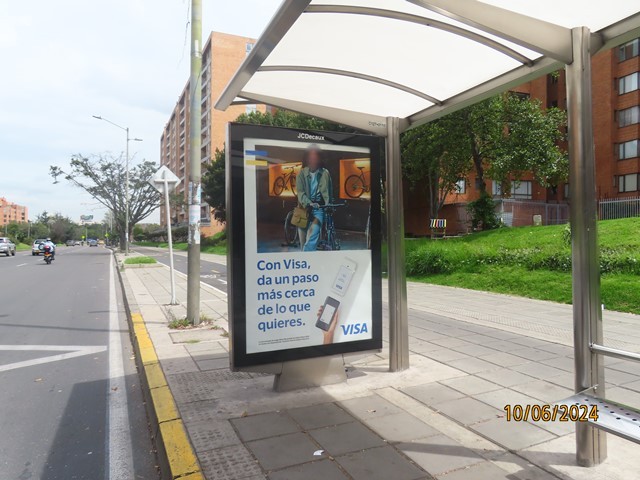 JCDecaux
Con Visa,
da un paso
más cerca
de lo que
quieres.
VISA
10/06/2024